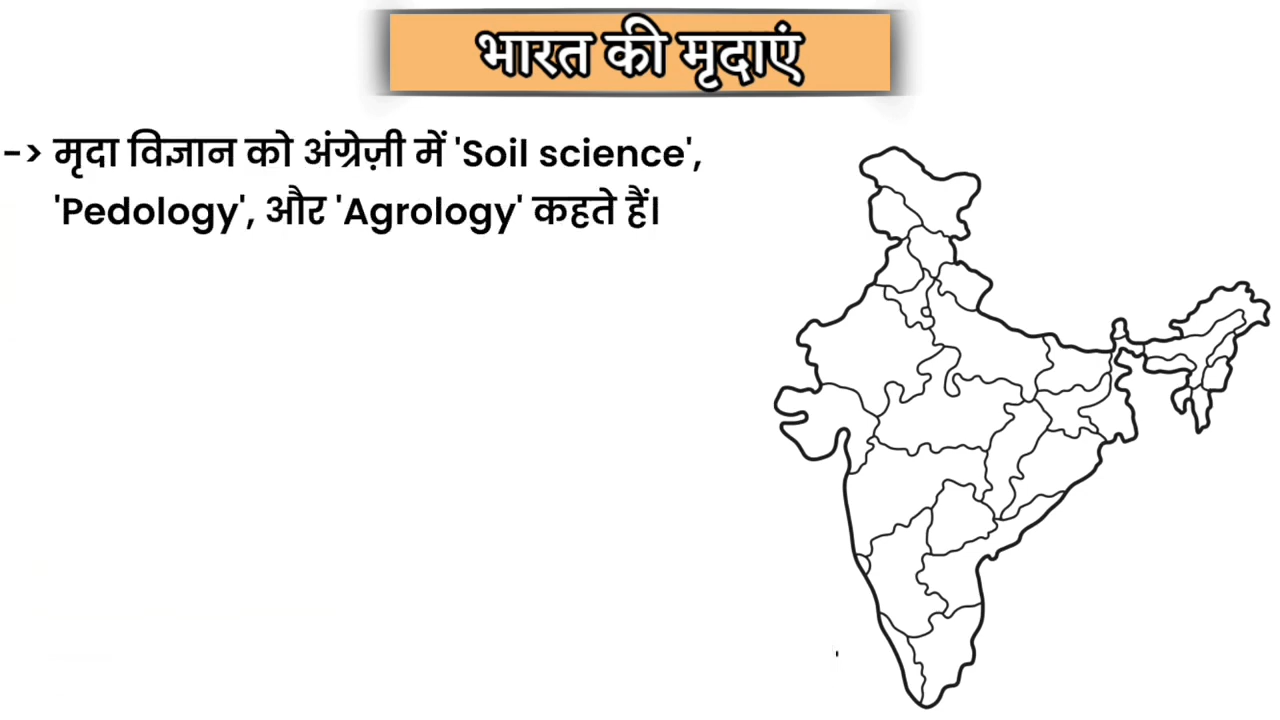 भारत की मृदाएं
-> मृदा विज्ञान को अंग्रेज़ी में 'Soil science',
'Pedology', और 'Agrology' कहते हैं।